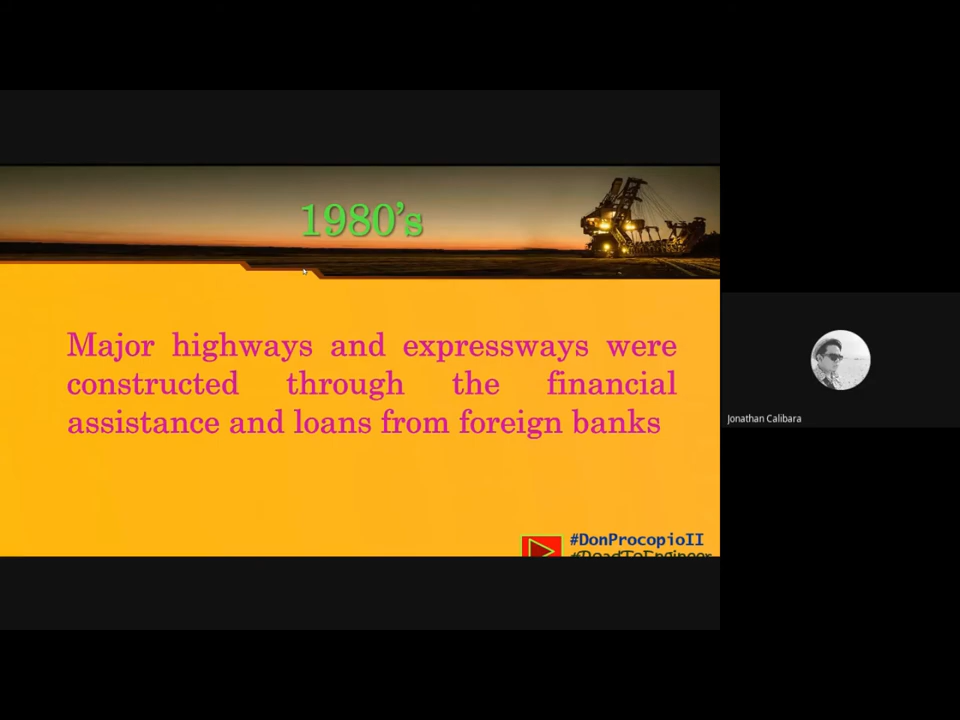 1980's
Major highways and expressways were
constructed through the financial
assistance and loans from foreign banks
#DonProcopioII
#RoadToEngineer
Jonathan Calibara